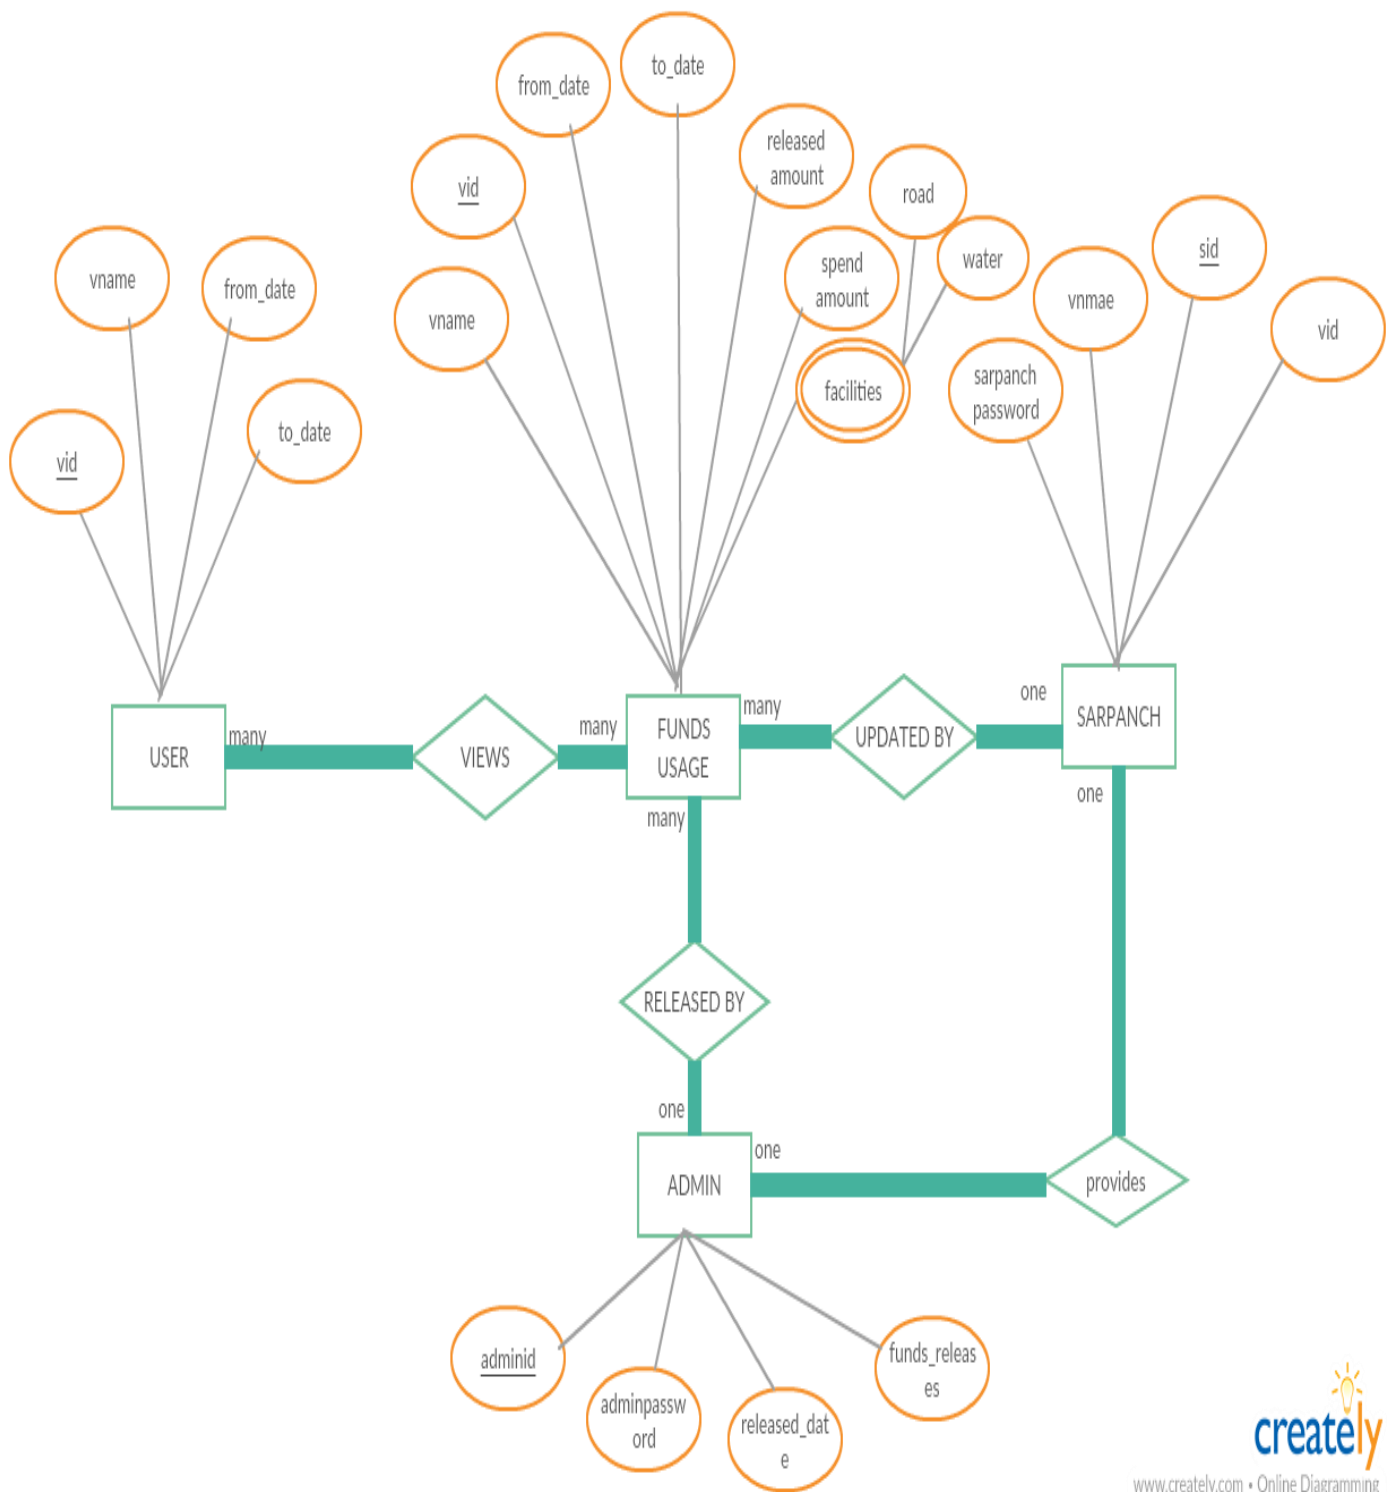 to_date
from_date
released
amount
vid
road
sid
water
spend
amount
vname
from_date
vnmae
vname
vid
sarpanch
password
facilities
to_date
vid
one
many
many
many
FUNDS
USAGE
SARPANCH
USER
VIEWS
UPDATED BY
many
one
RELEASED BY
one
one
ADMIN
provides
adminid
funds_releas
es
adminpassw
ord
released_dat
e
creately
www.creately.com • Online Diagramming